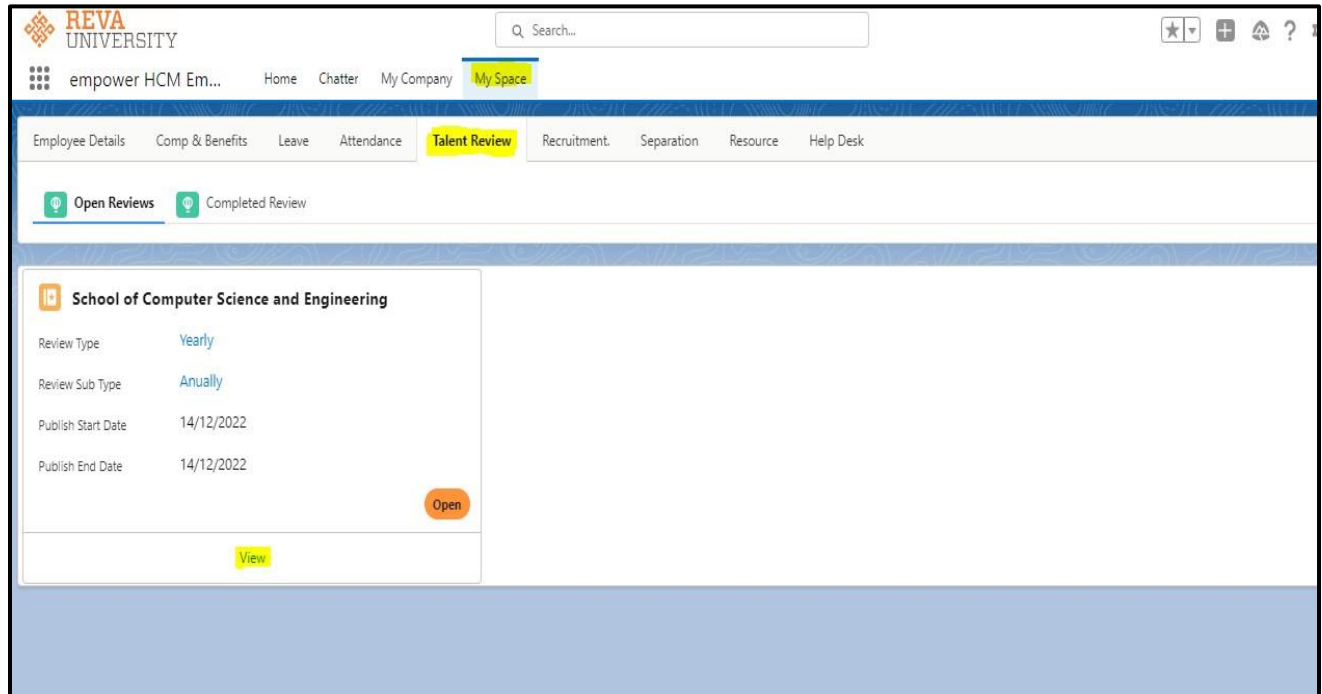 REVA
UNIVERSITY
Search...
?
empower HCM Em... Home Chatter My Company My Space
Employee Details Comp & Benefits Leave Attendance Talent Review Recruitment. Separation Resource Help Desk
Open Reviews Completed Review
School of Computer Science and Engineering
Review Type Yearly
Review Sub Type Anually
Publish Start Date 14/12/2022
Publish End Date 14/12/2022
Open
View